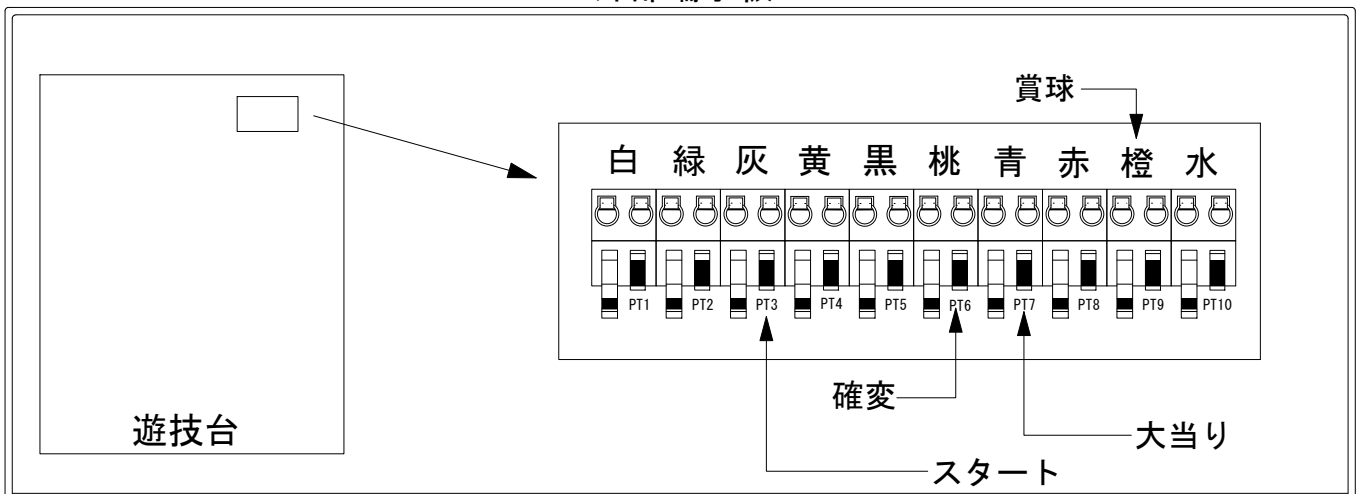 賞球
白 緑 灰 黄 黒 桃 青 赤 橙 水
PT1 PT2 PT3 PT4 PT5 PT6 PT7 PT8 PT9 PT10
確変
遊技台
大当り
スタート